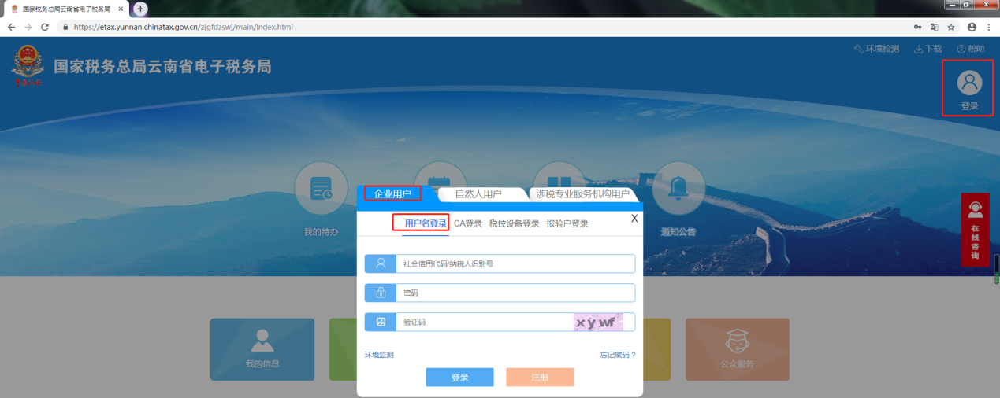 国家税务总局云南省电子税务局
https://etax.yunnan.chinatax.gov.cn/zjgfdzswj/main/index.html
环境检测 下载 帮助
国家税务总局云南省电子税务局
登录
企业用户 自然人用户 涉税专业服务机构用户
用户名登录 CA登录 税控设备登录 报验户登录 X
我的待办
通知公告
在线咨询
社会信用代码/纳税人识别号
密码
验证码 xywf
环境监测 忘记密码?
登录 注册
我的信息
公众服务